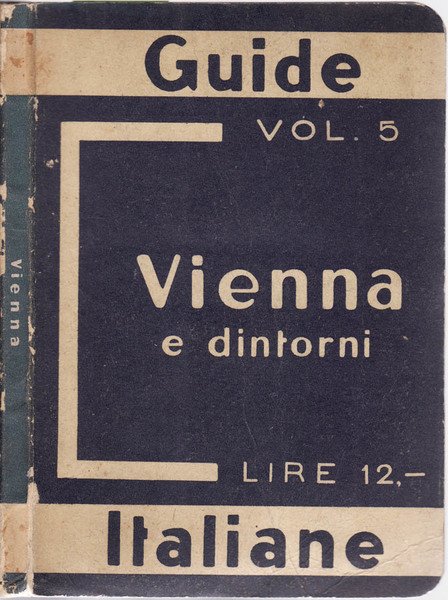 Guide
VOL. 5
Vienna
e dintorni
LIRE 12,-
Italiane
Vienna